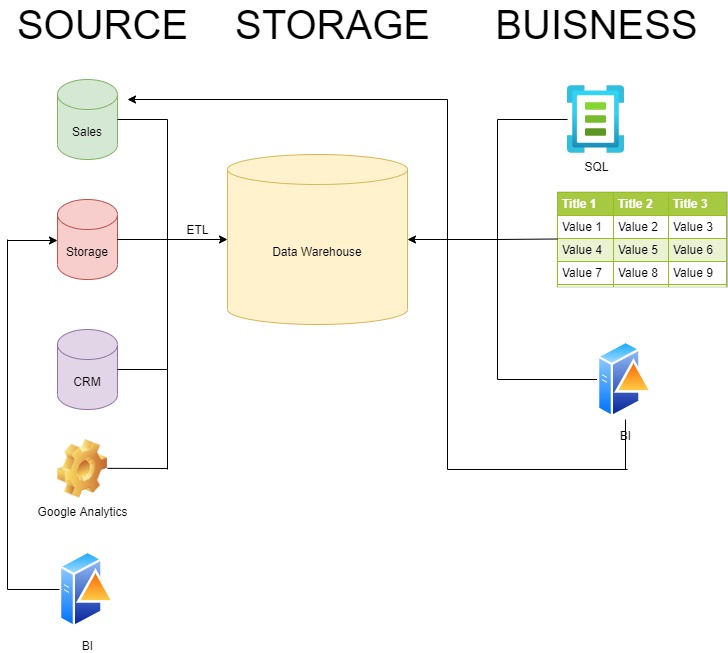 SOURCE STORAGE BUISNESS
Sales
SQL
Title 1 Title 2 Title 3
Value 1 Value 2 Value 3
Value 4 Value 5 Value 6
Value 7 Value 8 Value 9
Storage
ETL
Data Warehouse
CRM
BI
Google Analytics
BI